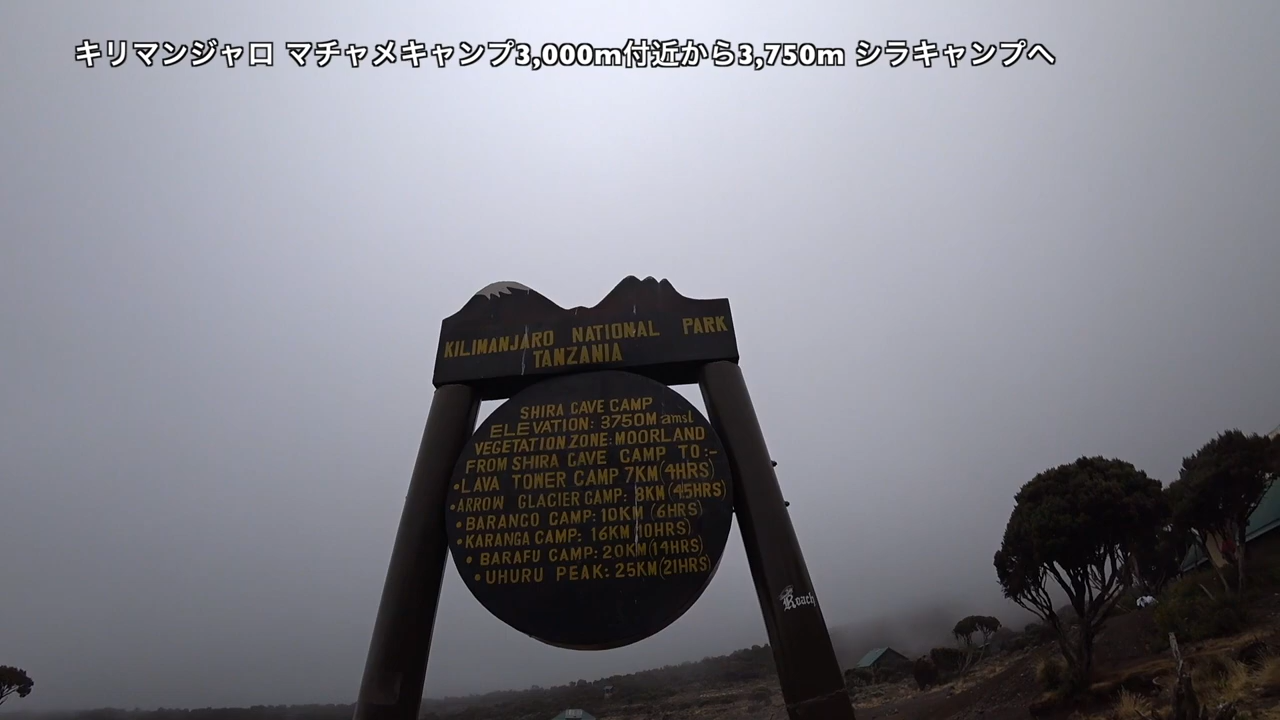 キリマンジャロ マチャメキャンプ3,000m付近から3,750m シラキャンプへ
KILIMANJARO NATIONAL PARK
TANZANIA
SHIRA CAVE CAMP
ELEVATION: 3750M amsl
VEGETATION ZONE: MOORLAND
FROM SHIRA CAVE CAMP TO:-
•LAVA TOWER CAMP 7KM (4HRS)
•ARROW GLACIER CAMP: 8KM (45HRS)
•BARANCO CAMP: 10KM (6HRS)
•KARANGA CAMP: 16KM (10HRS)
•BARAFU CAMP: 20KM (14HRS)
•UHURU PEAK: 25KM (21HRS)
Roach